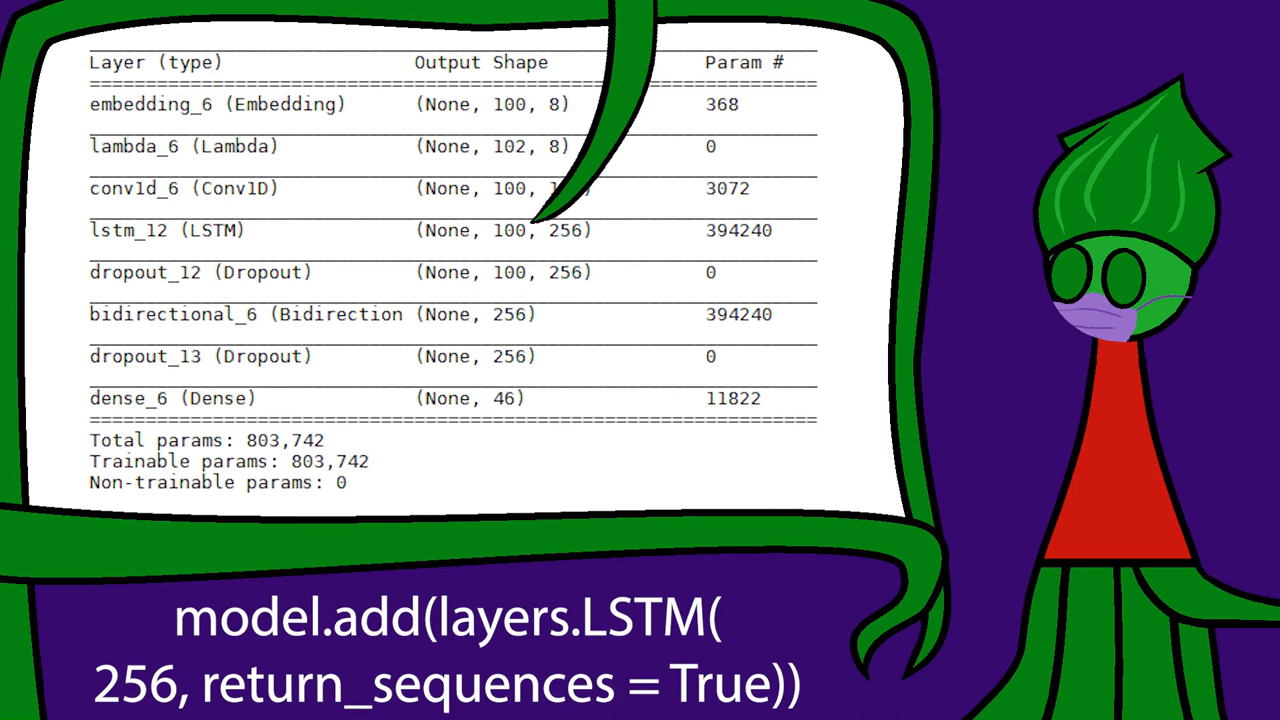 Layer (type) Output Shape Param #
embedding_6 (Embedding) (None, 100, 8) 368
lambda_6 (Lambda) (None, 102, 8) 0
conv1d_6 (Conv1D) (None, 100, 3072
lstm_12 (LSTM) (None, 100, 256) 394240
dropout_12 (Dropout) (None, 100, 256) 0
bidirectional_6 (Bidirection (None, 256) 394240
dropout_13 (Dropout) (None, 256) 0
dense_6 (Dense) (None, 46) 11822
Total params: 803,742
Trainable params: 803,742
Non-trainable params: 0
model.add(layers.LSTM(
256, return_sequences = True))